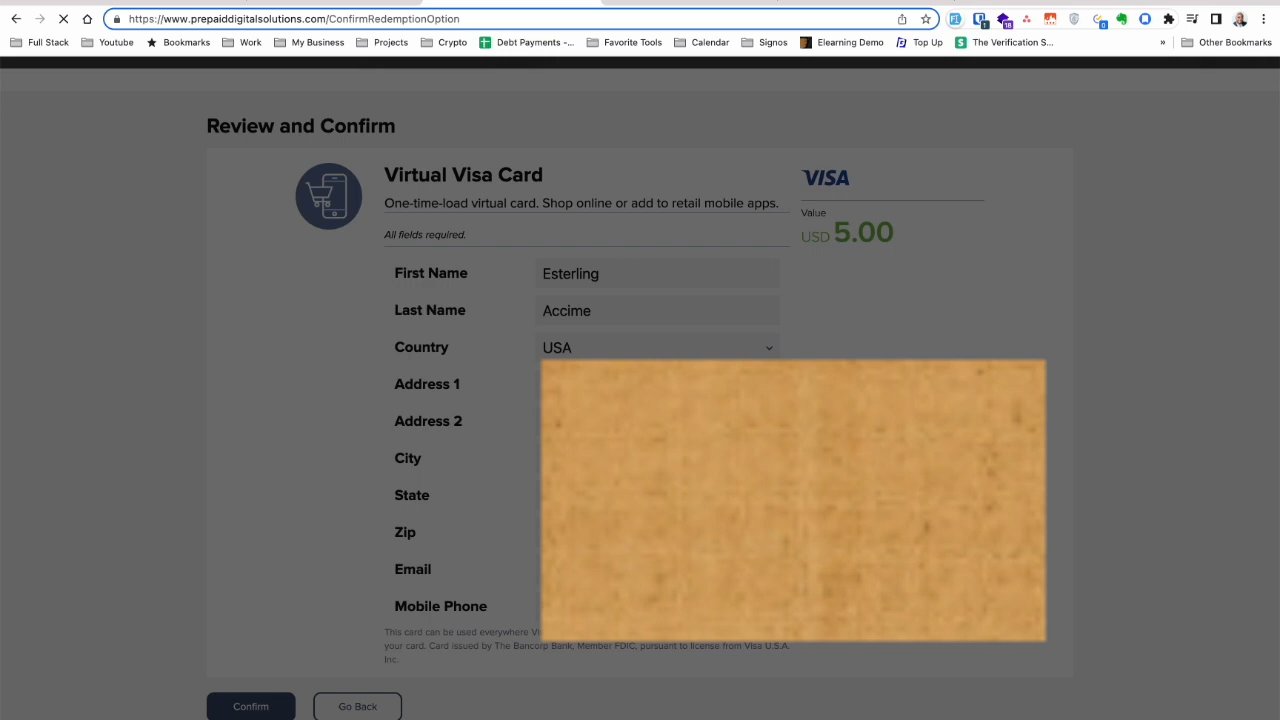 https://www.prepaiddigitalsolutions.com/ConfirmRedemptionOption
1
18
0
Full Stack
Youtube
Bookmarks
Work
My Business
Projects
Crypto
Debt Payments -...
Favorite Tools
Calendar
Signos
Elearning Demo
Top Up
The Verification S...
»
Other Bookmarks
Review and Confirm
Virtual Visa Card
VISA
One-time-load virtual card. Shop online or add to retail mobile apps.
Value
USD 5.00
All fields required.
First Name Esterling
Last Name Accime
Country USA
Address 1
Address 2
City
State
Zip
Email
Mobile Phone
This card can be used everywhere
your card. Card issued by The Bancorp Bank, Member FDIC, pursuant to license from Visa U.S.A.
Inc.
Confirm Go Back